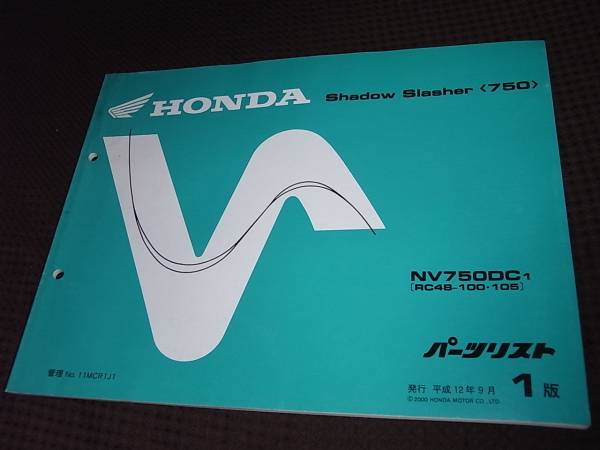 HONDA Shadow Slasher〈750〉
NV750DC1
〔RC48-100・105〕
パーツリスト
管理 No. 11MCR1J1
発行 平成12年9月 1版
©2000 HONDA MOTOR CO., LTD.